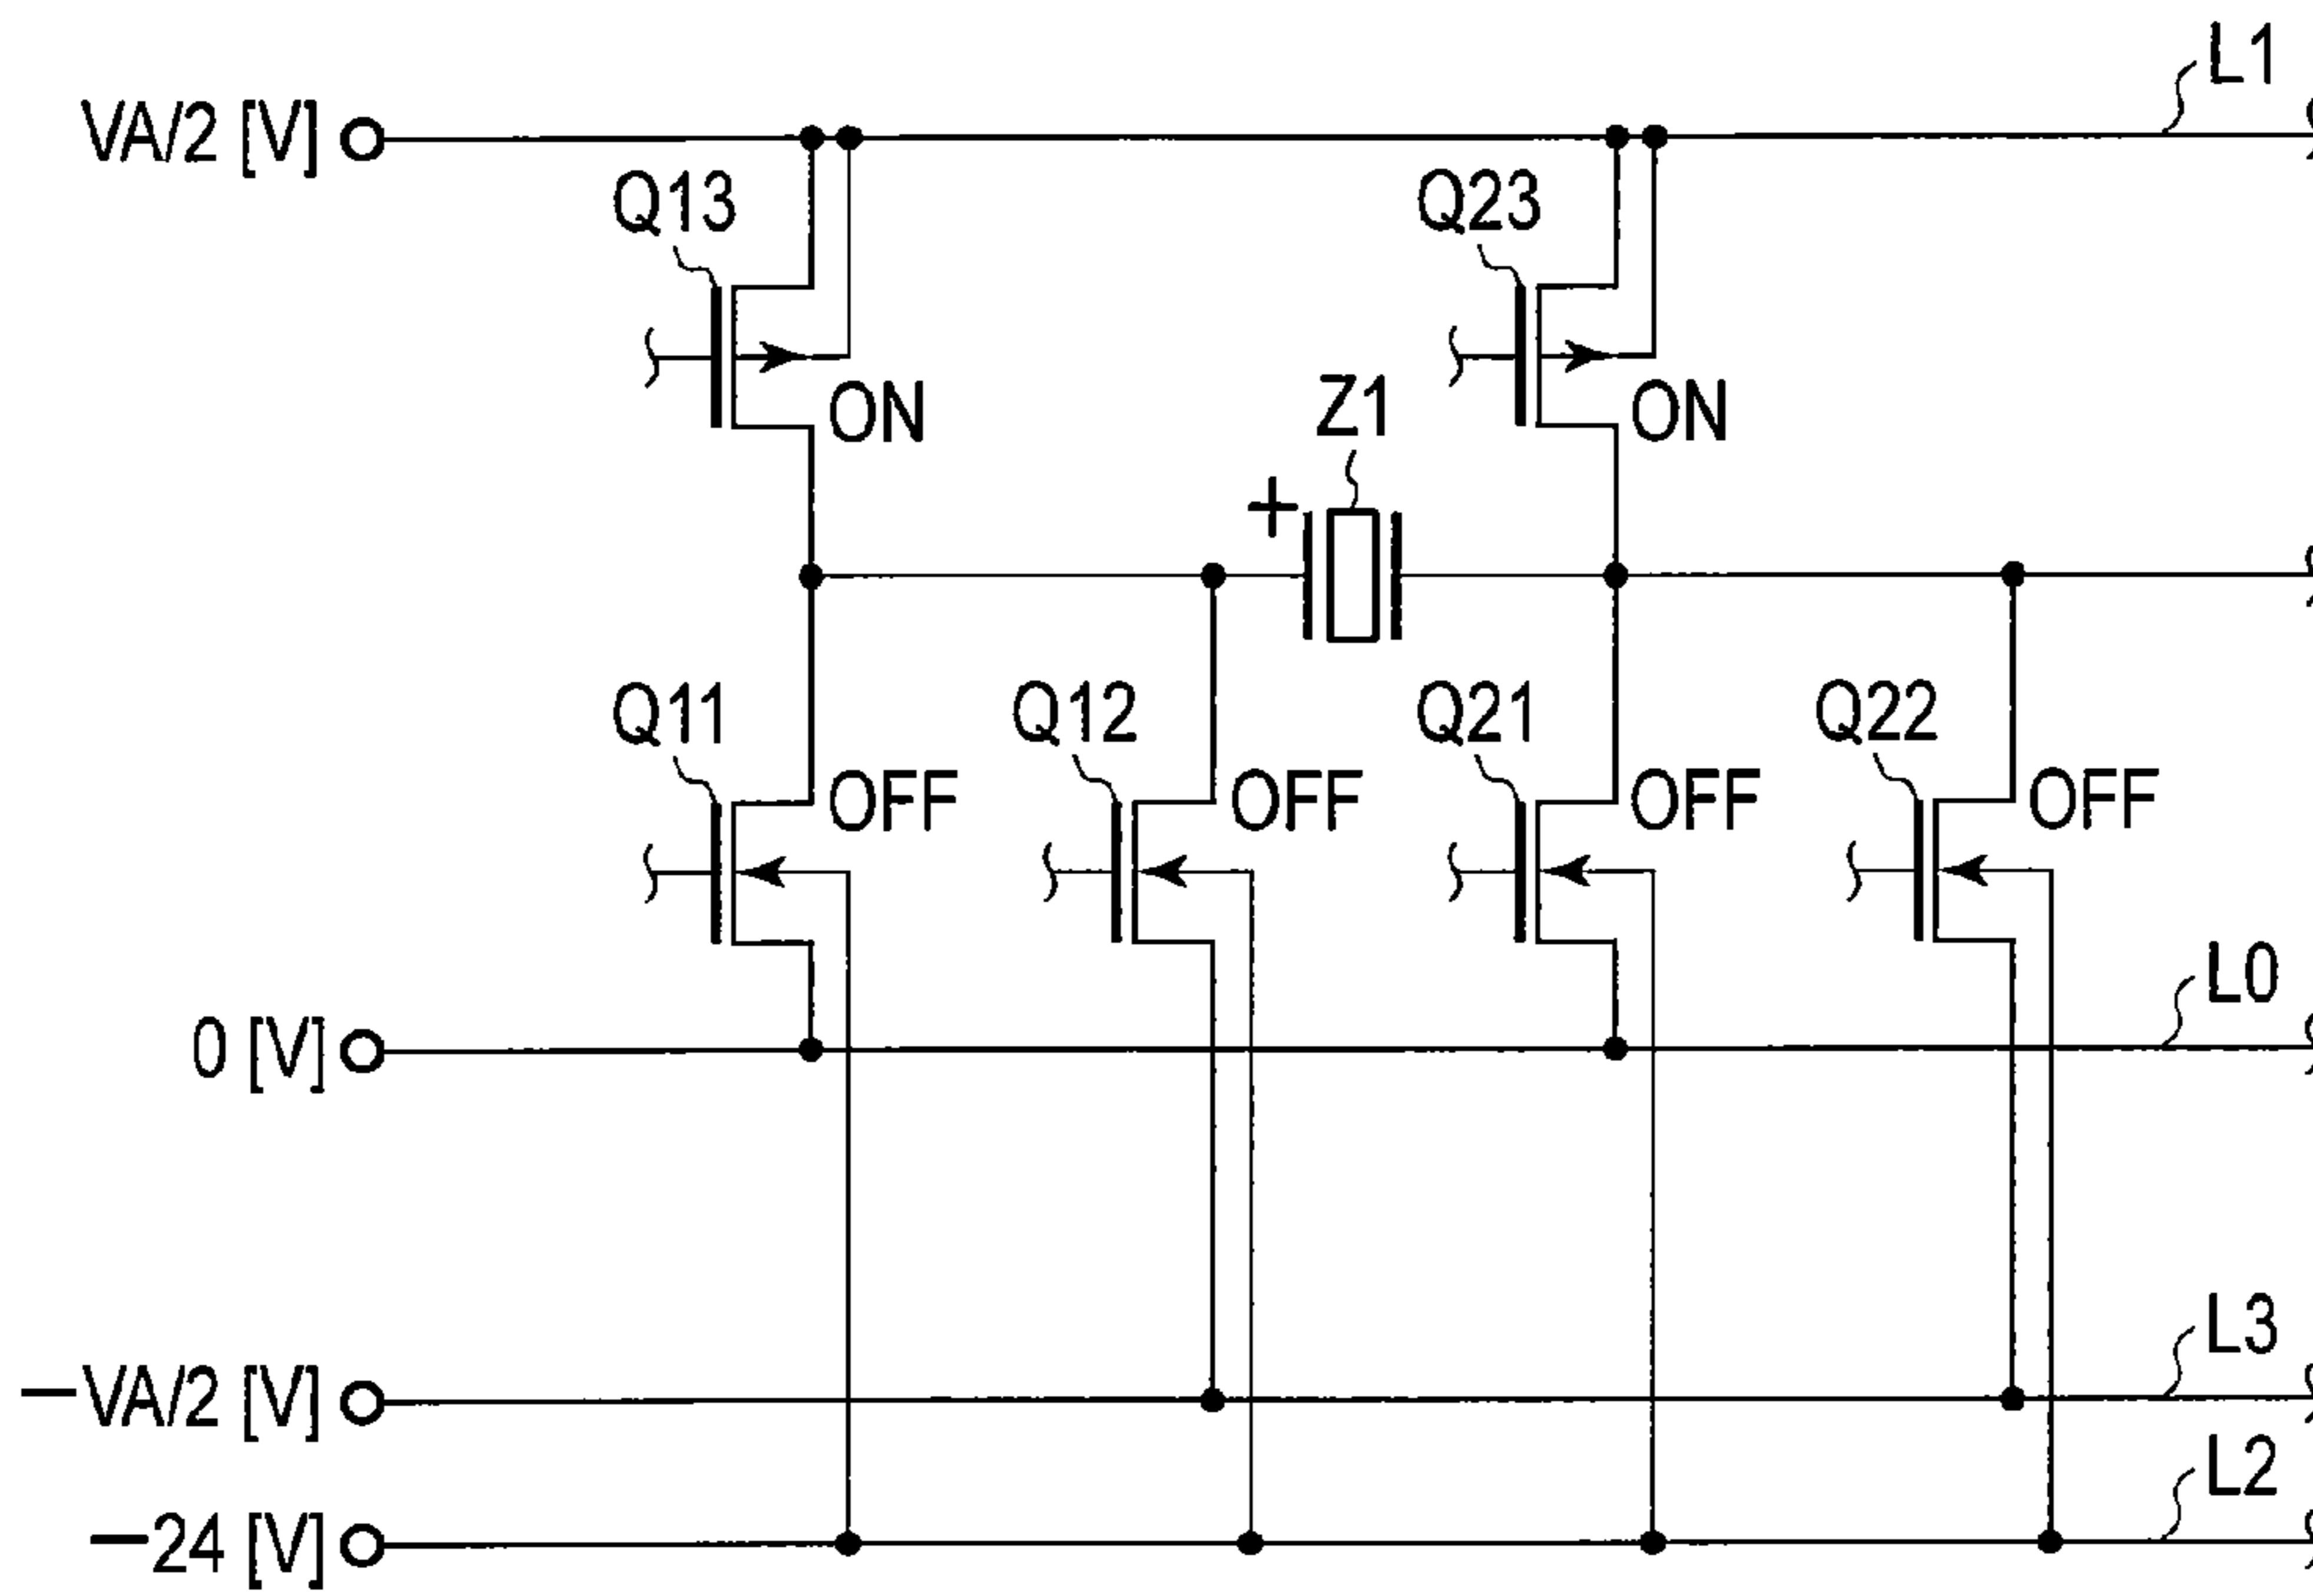 L1
VA/2 [V]
Q13
Q23
ON
Z1
ON
+
Q11
Q12
Q21
Q22
OFF
OFF
OFF
OFF
L0
0 [V]
L3
−VA/2 [V]
L2
−24 [V]